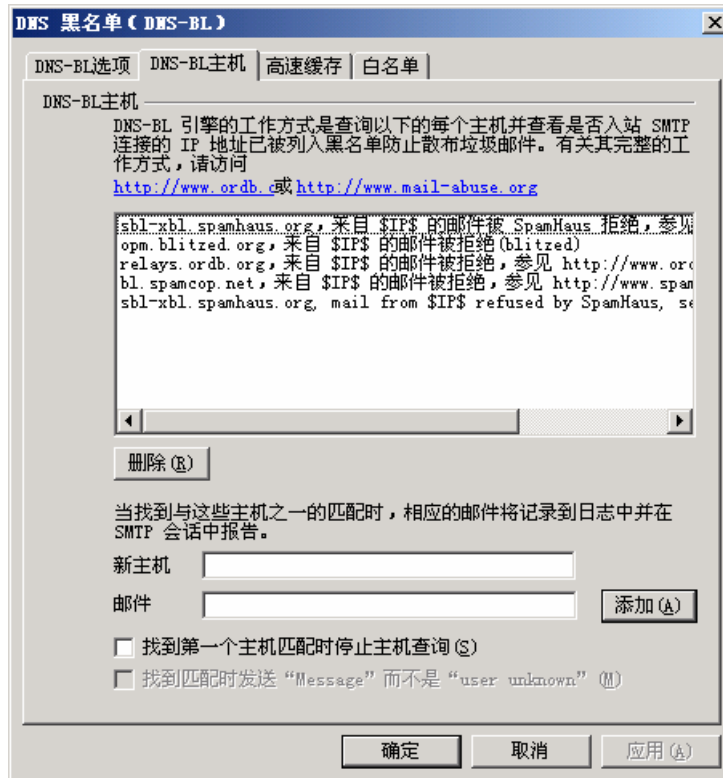 DNS 黑名单(DNS-BL)
DNS-BL选项 DNS-BL主机 高速缓存 白名单
DNS-BL主机
DNS-BL 引擎的工作方式是查询以下的每个主机并查看是否入站 SMTP
连接的 IP 地址已被列入黑名单防止散布垃圾邮件。有关其完整的工
作方式,请访问
http://www.ordb.c或 http://www.mail-abuse.org
sbl-xbl.spamhaus.org,来自 $IP$ 的邮件被 SpamHaus 拒绝,参见
opm.blitzed.org,来自 $IP$ 的邮件被拒绝(blitzed)
relays.ordb.org,来自 $IP$ 的邮件被拒绝,参见 http://www.ord
bl.spamcop.net,来自 $IP$ 的邮件被拒绝,参见 http://www.spam
sbl-xbl.spamhaus.org, mail from $IP$ refused by SpamHaus, se
删除(R)
当找到与这些主机之一的匹配时,相应的邮件将记录到日志中并在
SMTP 会话中报告。
新主机
邮件 添加(A)
找到第一个主机匹配时停止主机查询(S)
找到匹配时发送“Message”而不是“user unknown” (M)
确定 取消 应用(A)